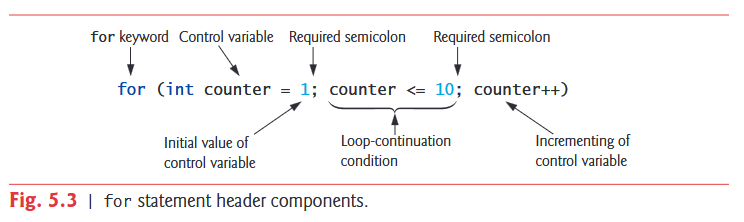 for keyword Control variable Required semicolon Required semicolon
for (int counter = 1; counter <= 10; counter++)
Initial value of Loop-continuation Incrementing of
control variable condition control variable
Fig. 5.3 | for statement header components.